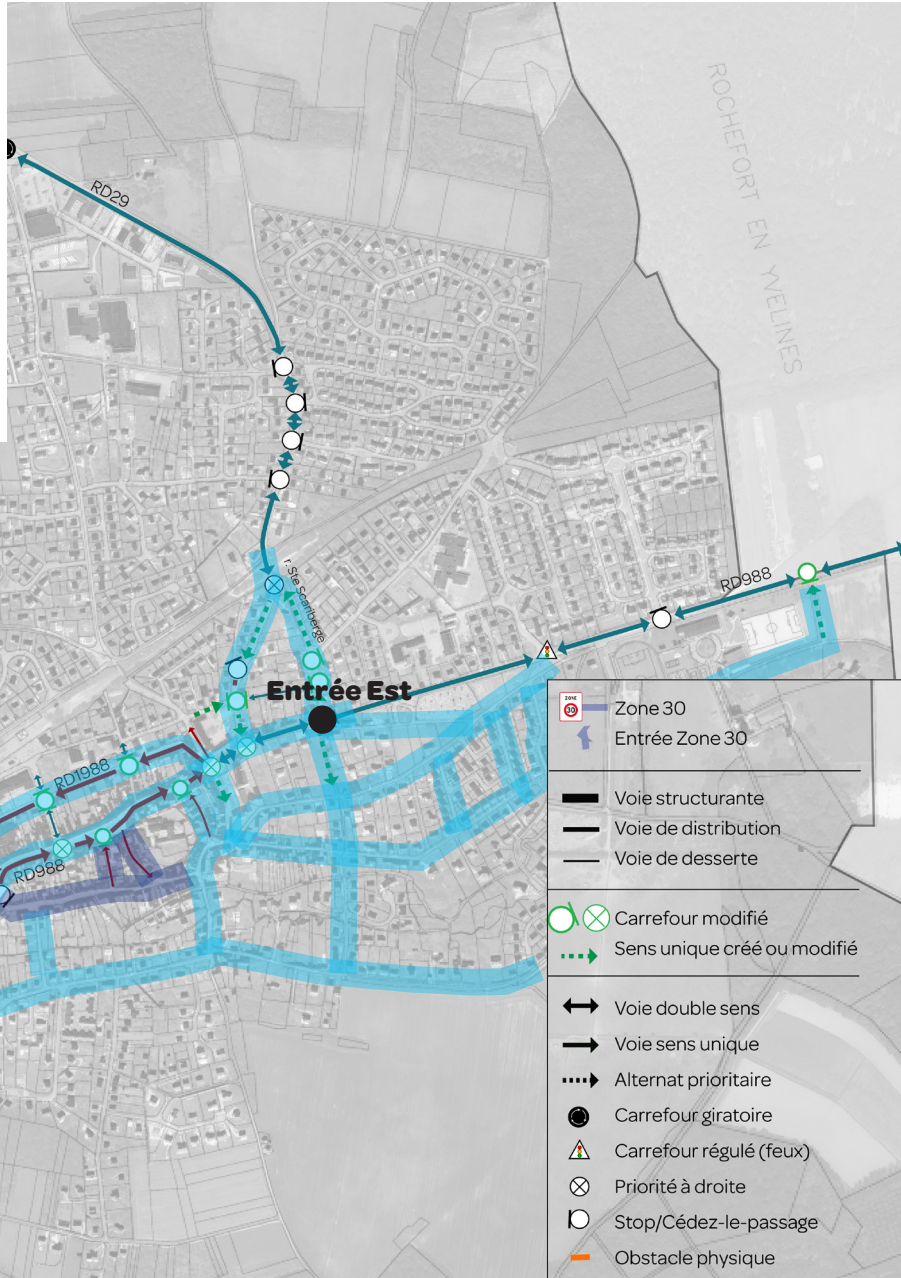 ROCHEFORT EN YVELINES
RD29
r. Ste Scariberge
RD988
Entrée Est
RD1988
RD988
ZONE
30
Zone 30
Entrée Zone 30
Voie structurante
Voie de distribution
Voie de desserte
Carrefour modifié
Sens unique créé ou modifié
Voie double sens
Voie sens unique
Alternat prioritaire
Carrefour giratoire
Carrefour régulé (feux)
Priorité à droite
Stop/Cédez-le-passage
Obstacle physique